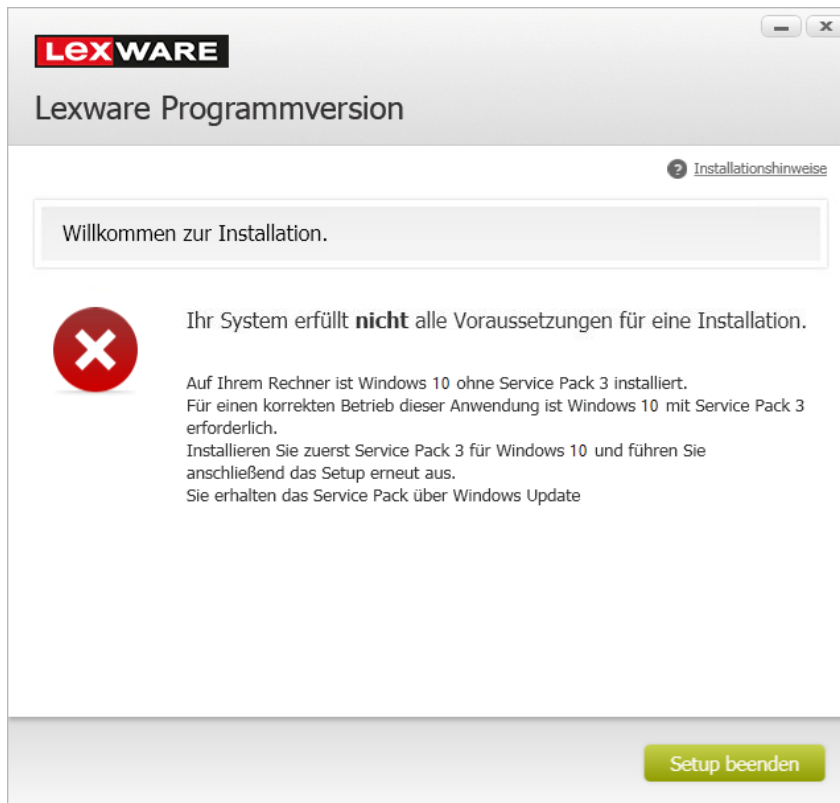 LEXWARE
Lexware Programmversion
? Installationshinweise
Willkommen zur Installation.
Ihr System erfüllt nicht alle Voraussetzungen für eine Installation.
Auf Ihrem Rechner ist Windows 10 ohne Service Pack 3 installiert.
Für einen korrekten Betrieb dieser Anwendung ist Windows 10 mit Service Pack 3
erforderlich.
Installieren Sie zuerst Service Pack 3 für Windows 10 und führen Sie
anschließend das Setup erneut aus.
Sie erhalten das Service Pack über Windows Update
Setup beenden